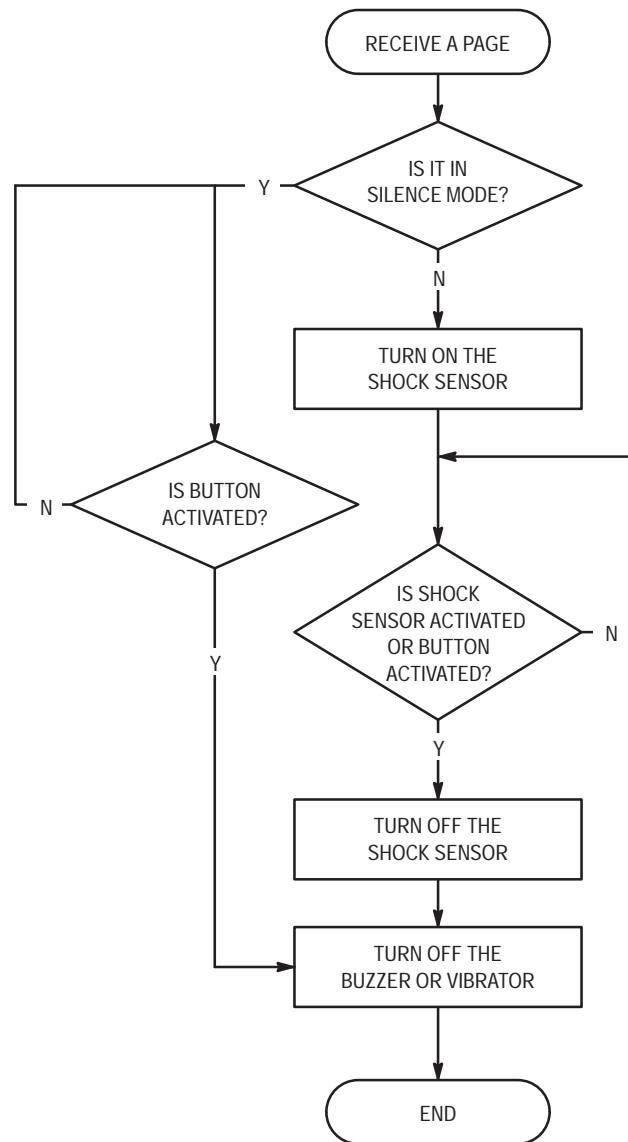 RECEIVE A PAGE
IS IT IN
SILENCE MODE?
Y
N
TURN ON THE
SHOCK SENSOR
IS BUTTON
ACTIVATED?
N
IS SHOCK
SENSOR ACTIVATED
OR BUTTON
ACTIVATED?
N
Y
Y
TURN OFF THE
SHOCK SENSOR
TURN OFF THE
BUZZER OR VIBRATOR
END